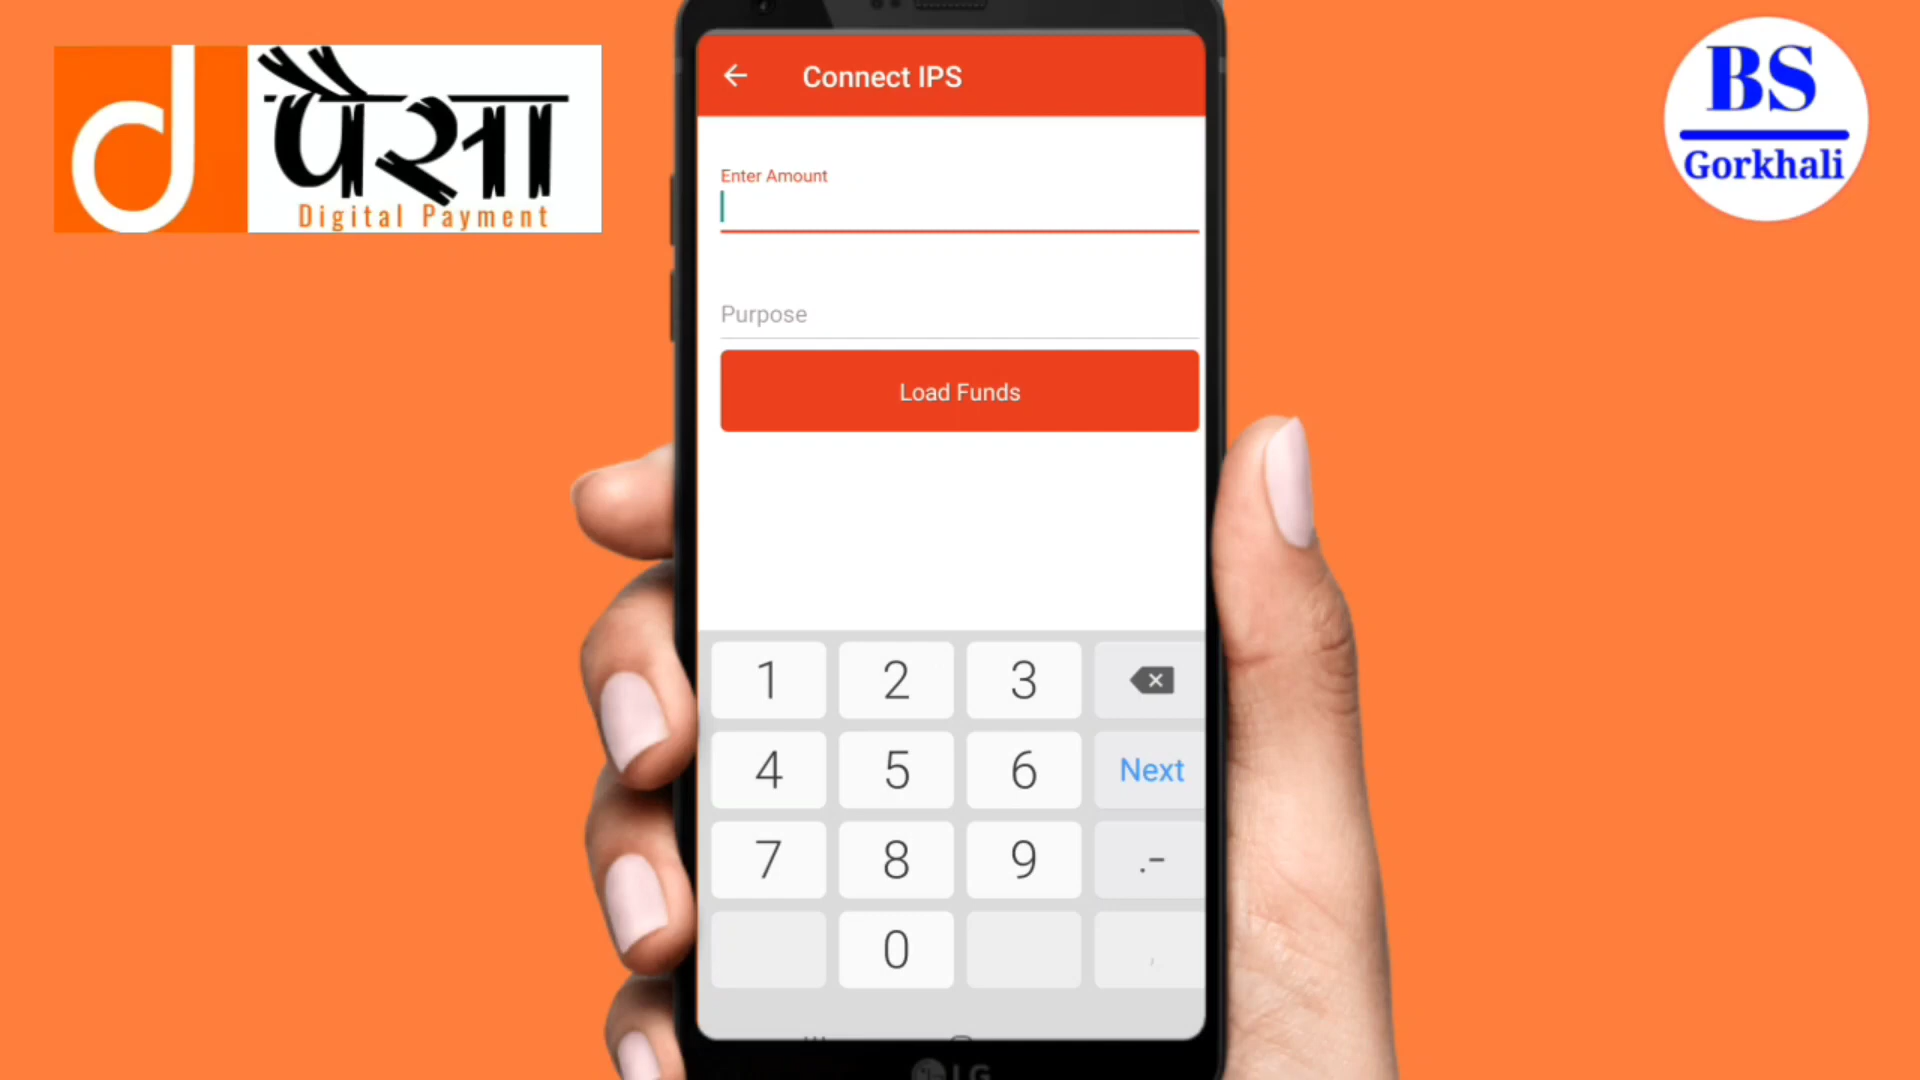 पैसा
Digital Payment
Connect IPS
BS
Gorkhali
Enter Amount
Purpose
Load Funds
1 2 3
4 5 6 Next
7 8 9 .-
0 ,
LG